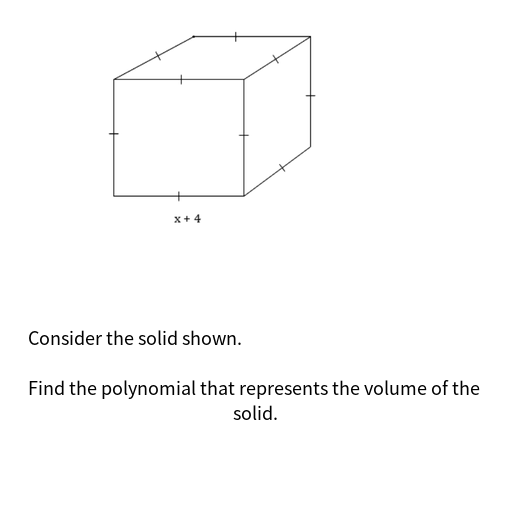 x + 4
Consider the solid shown.
Find the polynomial that represents the volume of the
solid.